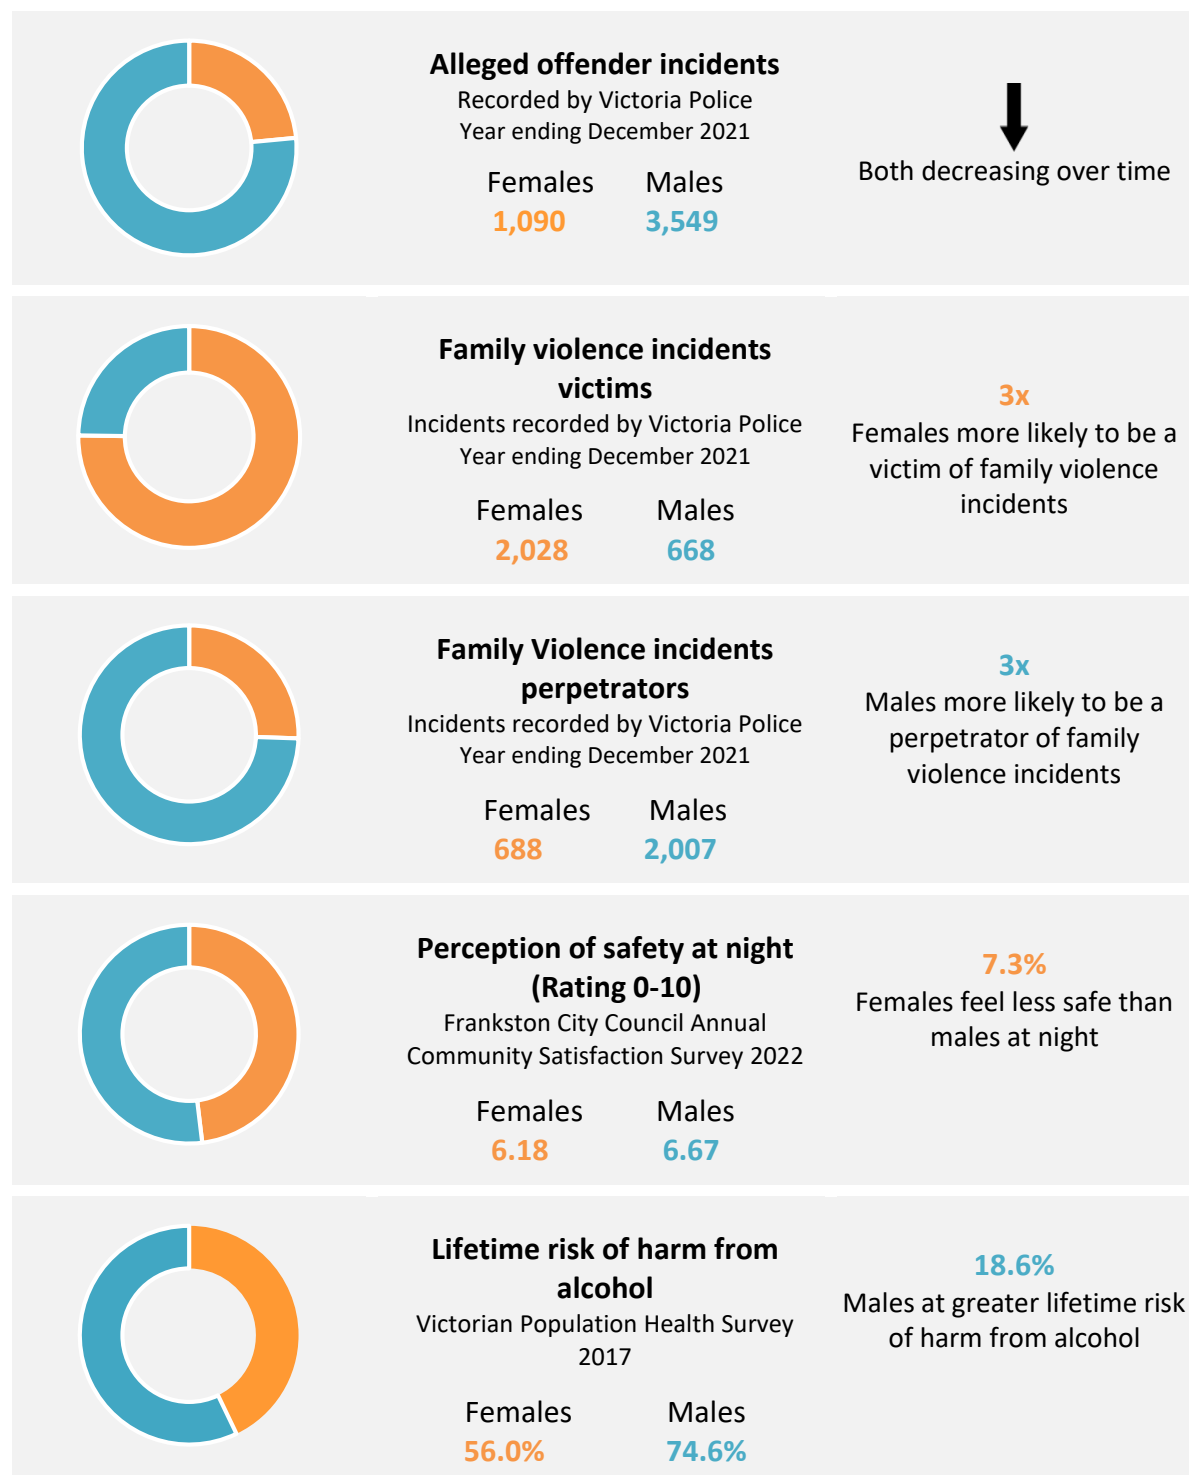 Alleged offender incidents
Recorded by Victoria Police
Year ending December 2021
Females Males
1,090 3,549
Both decreasing over time
Family violence incidents
victims
Incidents recorded by Victoria Police
Year ending December 2021
Females Males
2,028 668
3x
Females more likely to be a
victim of family violence
incidents
Family Violence incidents
perpetrators
Incidents recorded by Victoria Police
Year ending December 2021
Females Males
688 2,007
3x
Males more likely to be a
perpetrator of family
violence incidents
Perception of safety at night
(Rating 0-10)
Frankston City Council Annual
Community Satisfaction Survey 2022
Females Males
6.18 6.67
7.3%
Females feel less safe than
males at night
Lifetime risk of harm from
alcohol
Victorian Population Health Survey
2017
Females Males
56.0% 74.6%
18.6%
Males at greater lifetime risk
of harm from alcohol